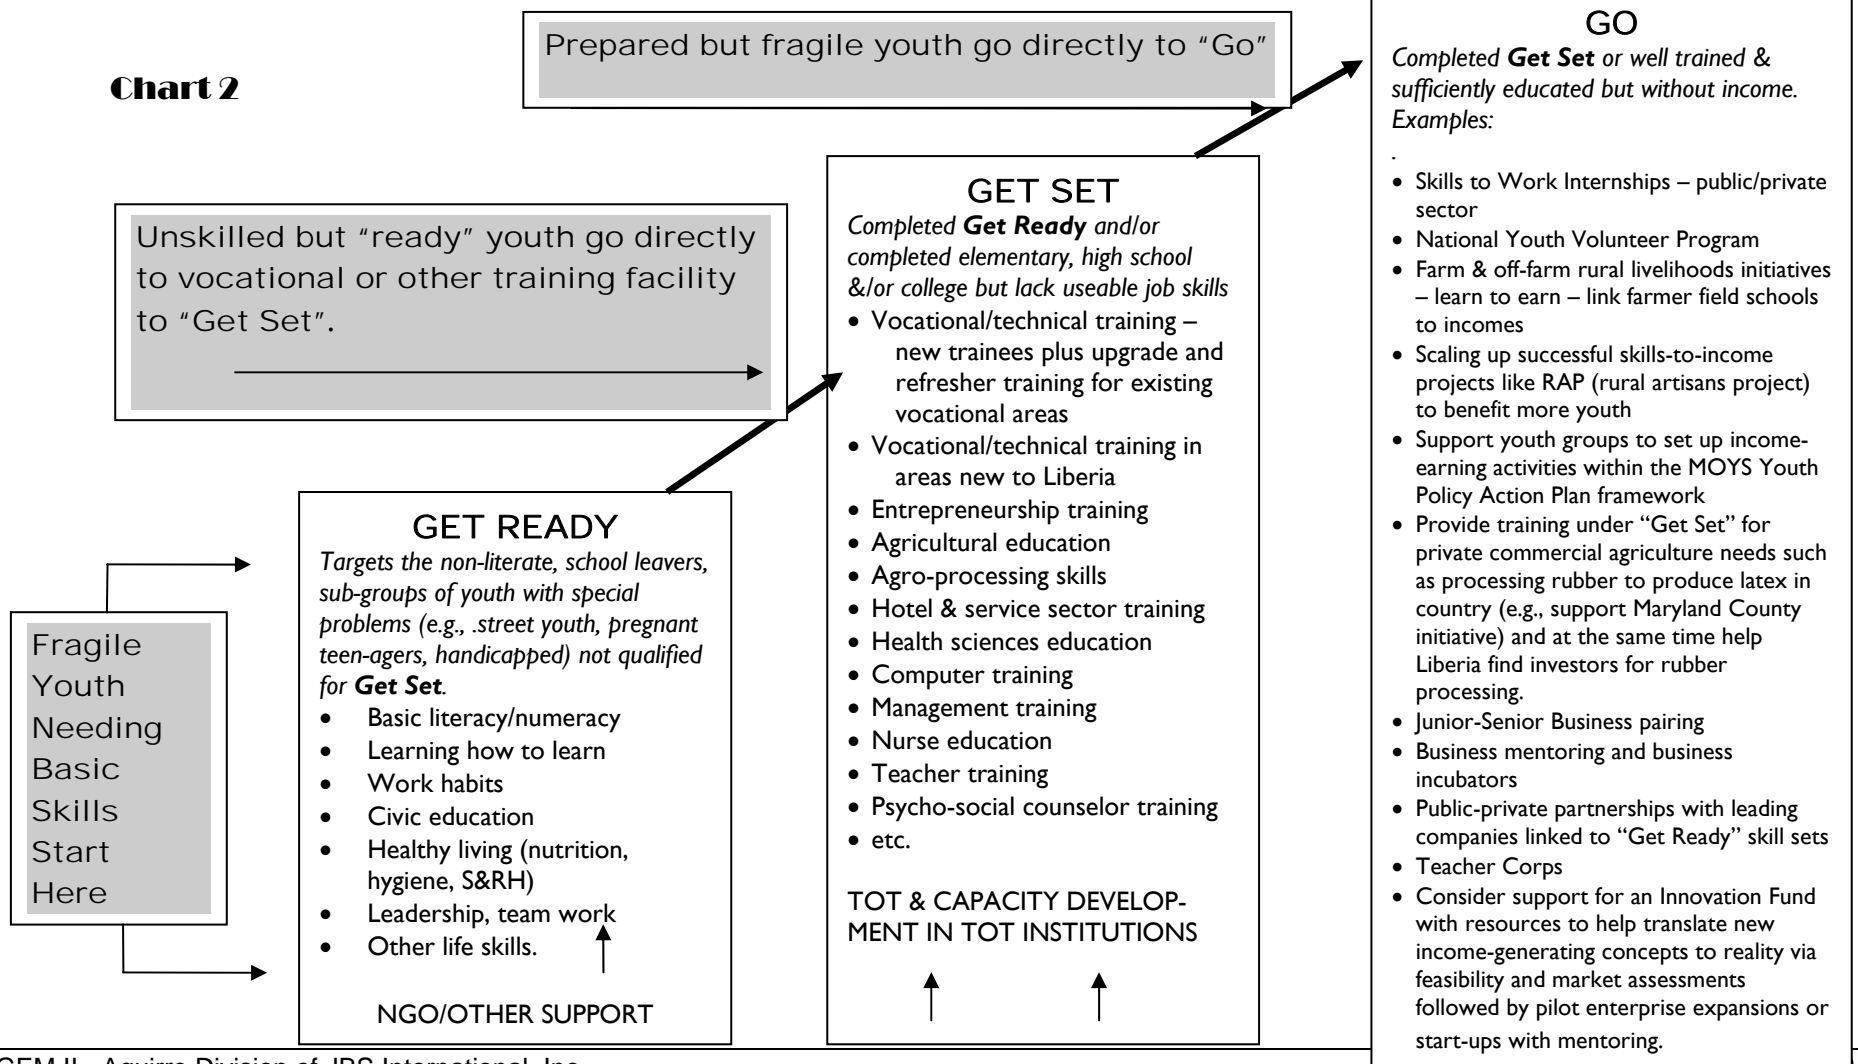 Chart 2
Prepared but fragile youth go directly to “Go”
Unskilled but “ready” youth go directly
to vocational or other training facility
to “Get Set”.
Fragile
Youth
Needing
Basic
Skills
Start
Here
GET READY
Targets the non-literate, school leavers,
sub-groups of youth with special
problems (e.g., .street youth, pregnant
teen-agers, handicapped) not qualified
for Get Set.
• Basic literacy/numeracy
• Learning how to learn
• Work habits
• Civic education
• Healthy living (nutrition,
hygiene, S&RH)
• Leadership, team work
• Other life skills.
NGO/OTHER SUPPORT
GET SET
Completed Get Ready and/or
completed elementary, high school
&/or college but lack useable job skills
• Vocational/technical training –
new trainees plus upgrade and
refresher training for existing
vocational areas
• Vocational/technical training in
areas new to Liberia
• Entrepreneurship training
• Agricultural education
• Agro-processing skills
• Hotel & service sector training
• Health sciences education
• Computer training
• Management training
• Nurse education
• Teacher training
• Psycho-social counselor training
• etc.
TOT & CAPACITY DEVELOP-
MENT IN TOT INSTITUTIONS
GO
Completed Get Set or well trained &
sufficiently educated but without income.
Examples:
.
• Skills to Work Internships – public/private
sector
• National Youth Volunteer Program
• Farm & off-farm rural livelihoods initiatives
– learn to earn – link farmer field schools
to incomes
• Scaling up successful skills-to-income
projects like RAP (rural artisans project)
to benefit more youth
• Support youth groups to set up income-
earning activities within the MOYS Youth
Policy Action Plan framework
• Provide training under “Get Set” for
private commercial agriculture needs such
as processing rubber to produce latex in
country (e.g., support Maryland County
initiative) and at the same time help
Liberia find investors for rubber
processing.
• Junior-Senior Business pairing
• Business mentoring and business
incubators
• Public-private partnerships with leading
companies linked to “Get Ready” skill sets
• Teacher Corps
• Consider support for an Innovation Fund
with resources to help translate new
income-generating concepts to reality via
feasibility and market assessments
followed by pilot enterprise expansions or
start-ups with mentoring.
Aguirre Division of JBS International, Inc